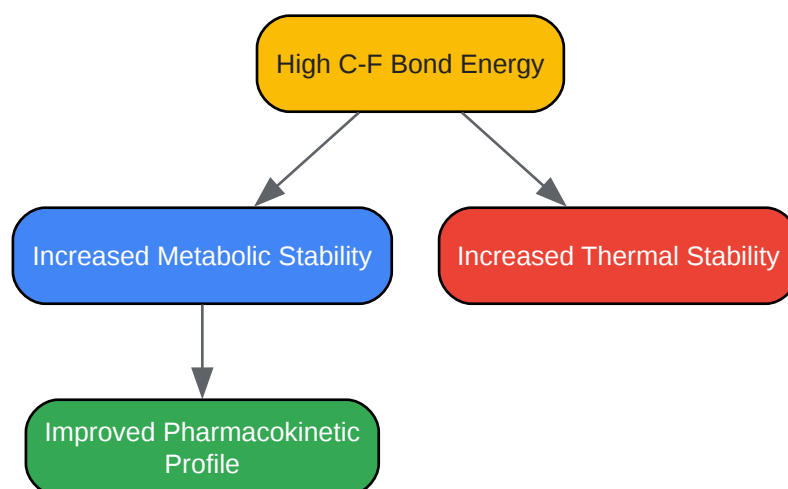 High C-F Bond Energy
Increased Metabolic Stability
Increased Thermal Stability
Improved Pharmacokinetic
Profile